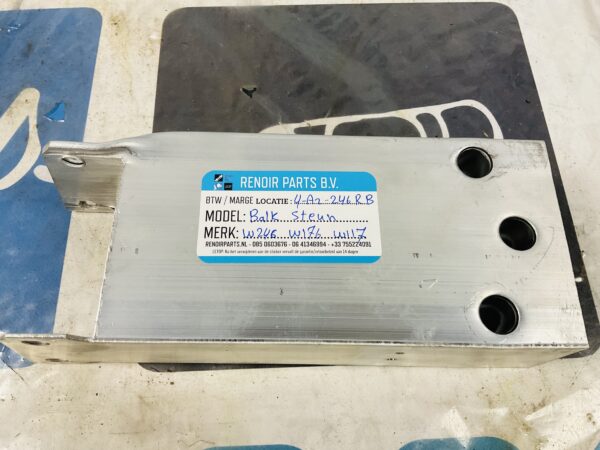 RENOIR PARTS B.V.
BTW / MARGE LOCATIE: 4-A2-246RB
MODEL: Balk Steun
MERK: W246 W176 W117
RENOIRPARTS.NL - 085 0603676 - 06 41346994 - +33 755224091